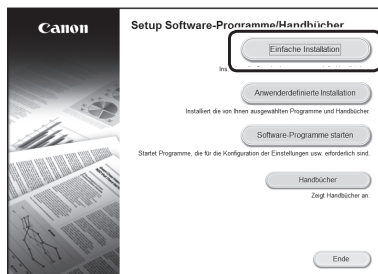 Canon
Setup Software-Programme/Handbücher
Einfache Installation
Ins
Anwenderdefinierte Installation
Installiert die von Ihnen ausgewählten Programme und Handbücher.
Software-Programme starten
Startet Programme, die für die Konfiguration der Einstellungen usw. erforderlich sind.
Handbücher
Zeigt Handbücher an.
Ende